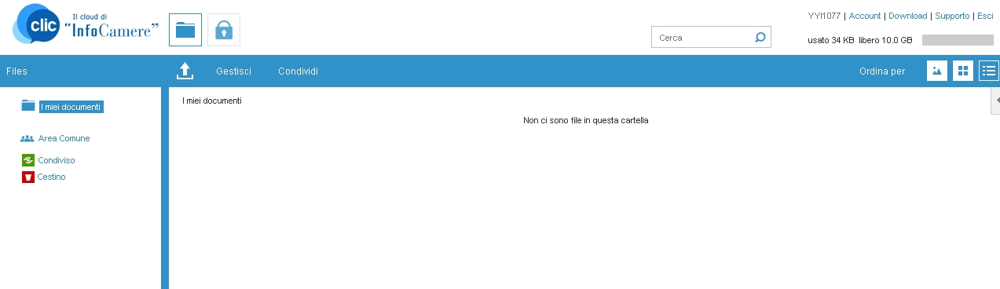 clic
Il cloud di
"InfoCamere"
YYI1077 | Account | Download | Supporto | Esci
Cerca
usato 34 KB libero 10.0 GB
Files
Gestisci
Condividi
Ordina per
I miei documenti
Area Comune
Condiviso
Cestino
I miei documenti
Non ci sono file in questa cartella